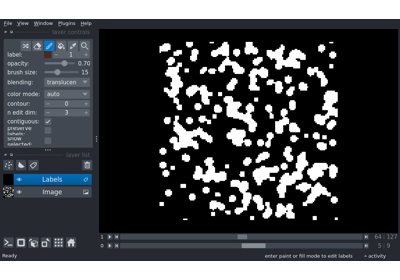 File View Window Plugins Help
layer controls
label: 1
opacity: 0.70
brush size: 15
blending: translucen
color mode: auto
contour: 0
n edit dim: 3
contiguous:
preserve labels:
show selected:
layer list
Labels
Image
1 64 127
0 5 9
Ready enter paint or fill mode to edit labels activity